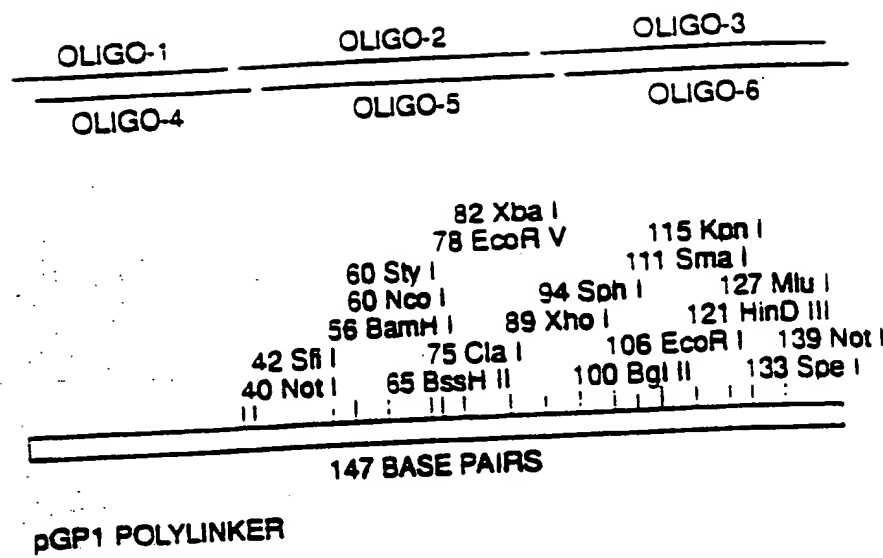 OLIGO-1 OLIGO-2 OLIGO-3
OLIGO-4 OLIGO-5 OLIGO-6
82 Xba I
78 EcoR V 115 Kpn I
60 Sty I 111 Sma I
60 Nco I 94 Sph I 127 Mlu I
56 BamH I 89 Xho I 121 HinD III
42 Sfi I 75 Cla I 106 EcoR I 139 Not I
40 Not I 65 BssH II 100 Bgl II 133 Spe I
147 BASE PAIRS
pGP1 POLYLINKER